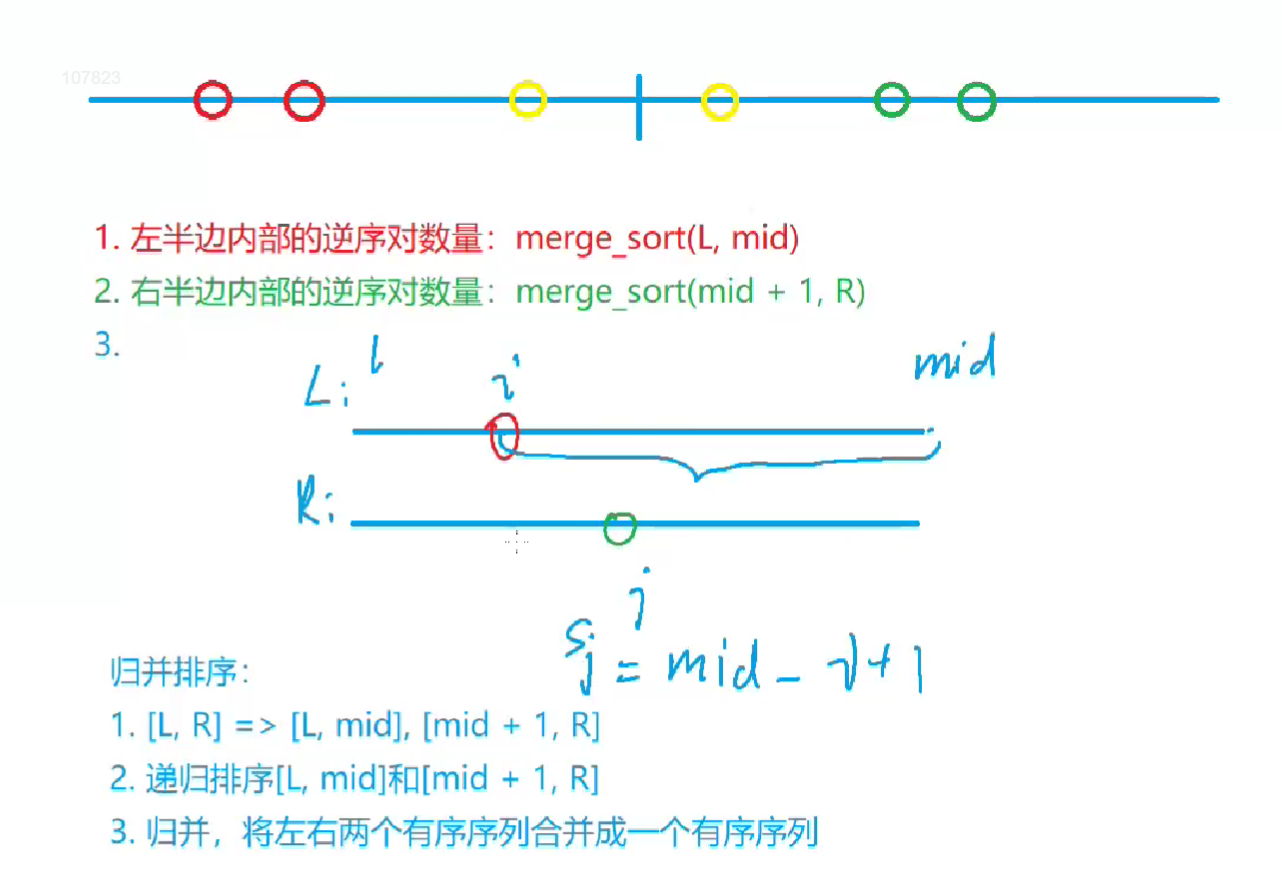 107823
1. 左半边内部的逆序对数量：merge_sort(L, mid)
2. 右半边内部的逆序对数量：merge_sort(mid + 1, R)
3.
l
mid
L:
i
R:
j
Sj = mid - i + 1
归并排序：
1. [L, R] => [L, mid], [mid + 1, R]
2. 递归排序[L, mid]和[mid + 1, R]
3. 归并，将左右两个有序序列合并成一个有序序列